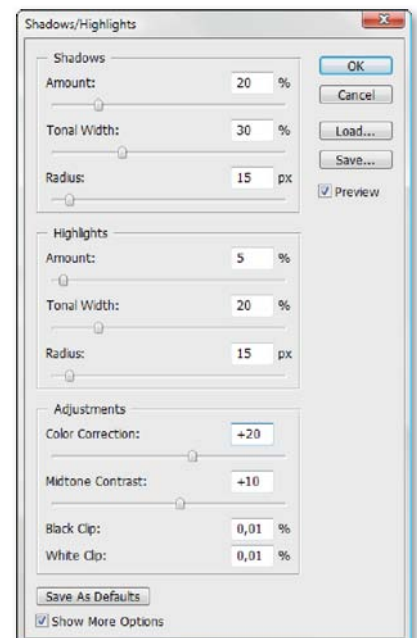 Shadows/Highlights
Shadows
Amount: 20 %
Tonal Width: 30 %
Radius: 15 px
Highlights
Amount: 5 %
Tonal Width: 20 %
Radius: 15 px
Adjustments
Color Correction: +20
Midtone Contrast: +10
Black Clip: 0,01 %
White Clip: 0,01 %
Save As Defaults
Show More Options
OK
Cancel
Load...
Save...
Preview